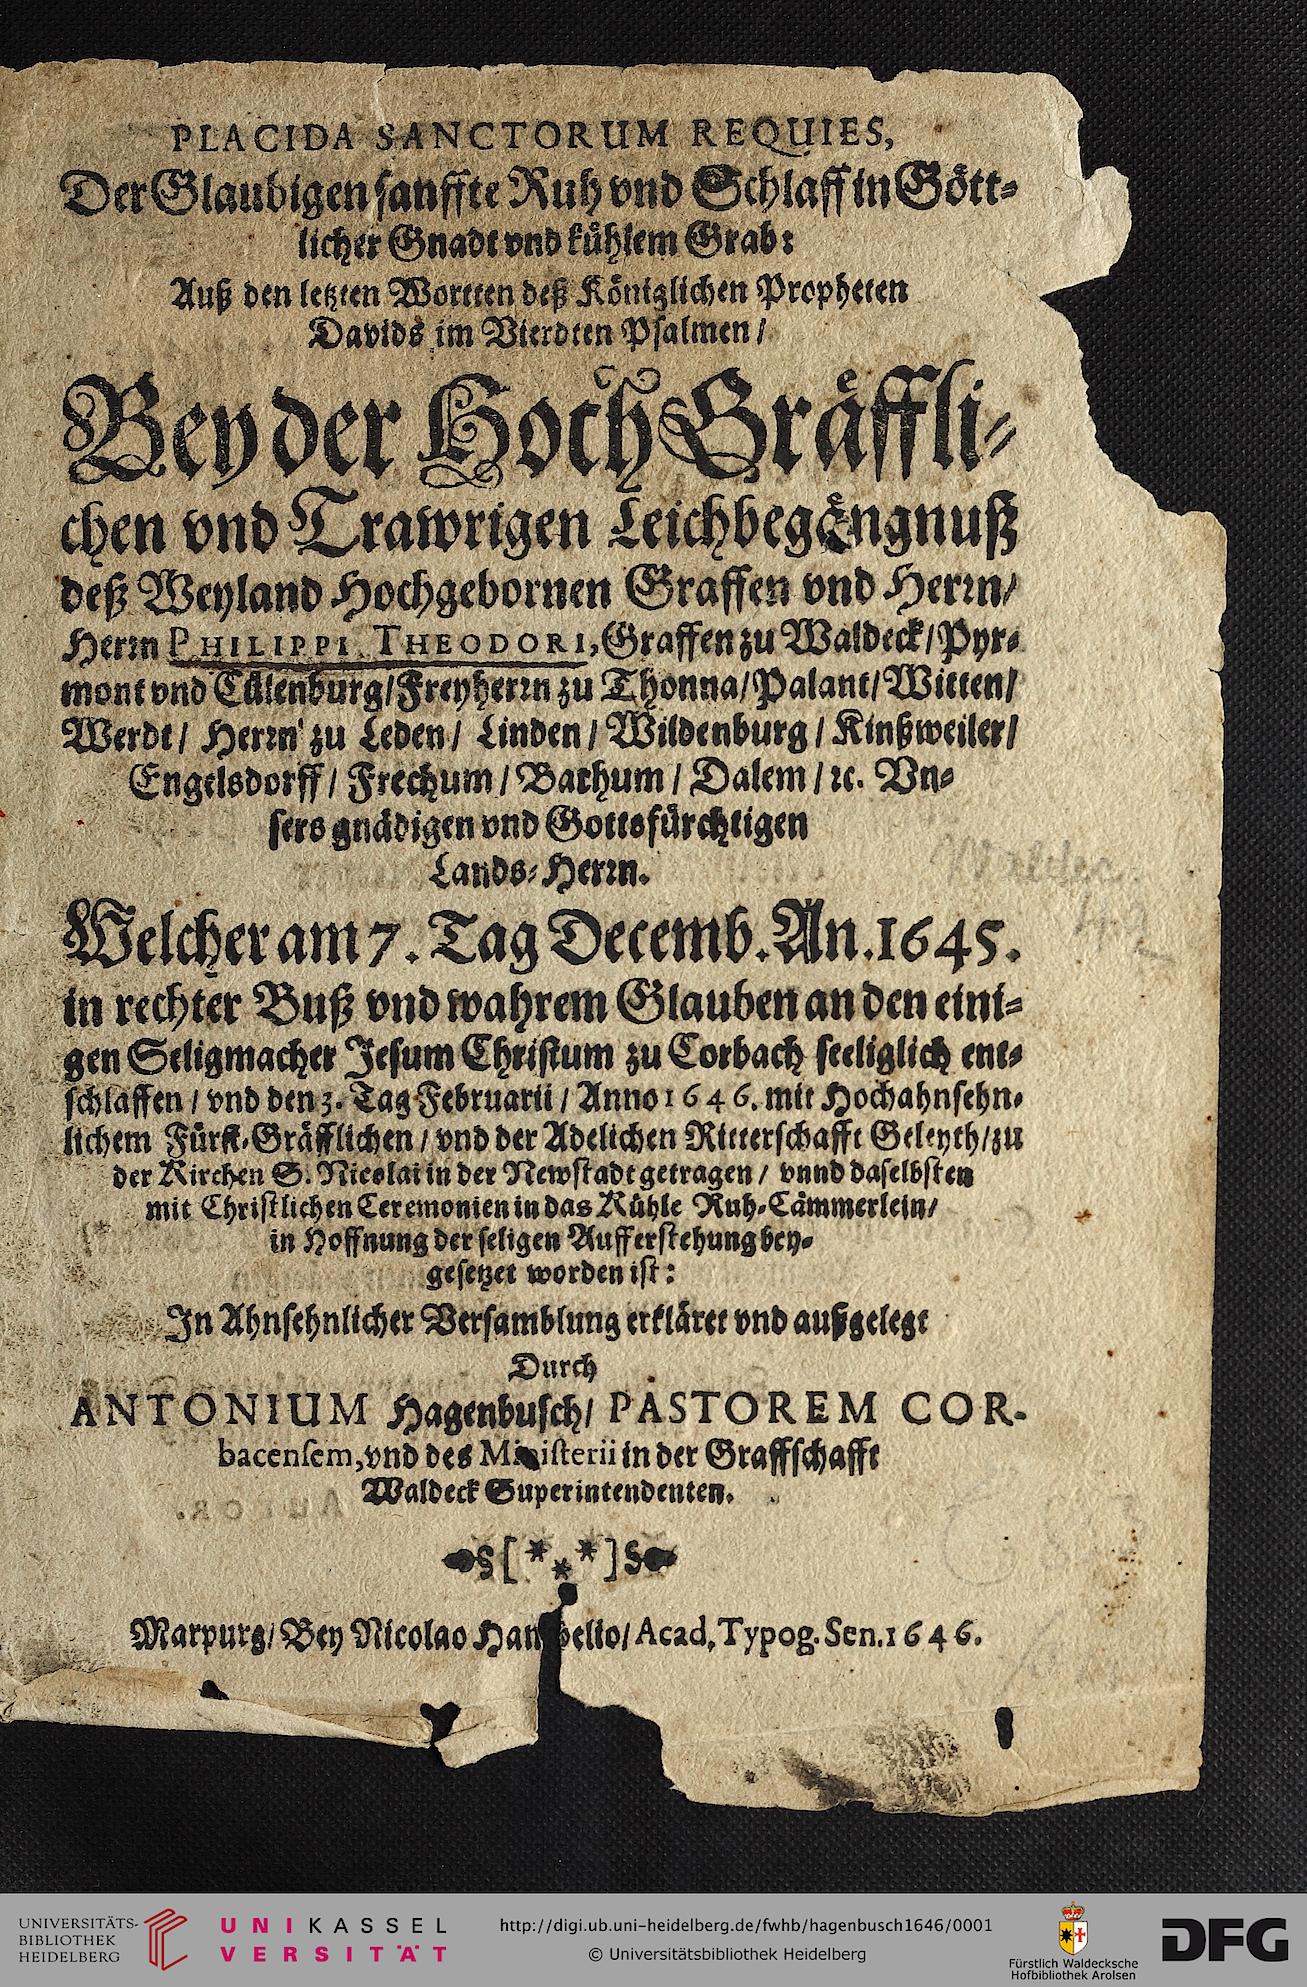 PLACIDA SANCTORUM REQUIES,
Der Glaubigen sanffte Ruh vnd Schlaff in Gött-
licher Gnadt vnd kühlem Grab:
Auß den letzten Wortten deß Königlichen Propheten
Davids im Vierdten Psalmen /
Bey der Hoch Gräffli-
chen vnd Trawrigen Leichbegängnuß
deß Weyland Hochgebornen Graffen vnd Herrn/
Herrn PHILIPPI THEODORI, Graffen zu Waldeck/ Pyr-
mont vnd Cülenburg/ Freyherrn zu Thonna/ Palant/ Witten/
Werdt/ Herrn zu Leden/ Linden/ Wildenburg/ Kinßweiler/
Engelsdorff/ Frechum/ Bachum/ Dalem/ ꝛc. Vn-
sers gnädigen vnd Gottsfürchtigen
Lands-Herrn.
Welcher am 7. Tag Decemb. An. 1645.
in rechter Buß vnd wahrem Glauben an den eini-
gen Seligmacher Jesum Christum zu Corbach seeliglich ent-
schlaffen / vnd den 3. Tag Februarii / Anno 1646. mit Hochahnsehn-
lichem Fürst-Gräfflichen / vnd der Adelichen Ritterschafft Geleyth/ zu
der Kirchen S. Nicolai in der Newstadt getragen / vnnd daselbsten
mit Christlichen Ceremonien in das Kühle Ruh-Cämmerlein/
in Hoffnung der seligen Aufferstehung bey-
gesetzet worden ist:
In Ahnsehnlicher Versamblung erkläret vnd außgelegt
Durch
ANTONIUM Hagenbusch/ PASTOREM COR-
bacensem, vnd des Ministerii in der Graffschafft
Waldeck Superintendenten.
§[***]§
Marpurg/ Bey Nicolao Hampelio/ Acad, Typog. Sen. 1646.
UNIVERSITÄTS-
BIBLIOTHEK
HEIDELBERG
UNIKASSEL
VERSITÄT
http://digi.ub.uni-heidelberg.de/fwhb/hagenbusch1646/0001
© Universitätsbibliothek Heidelberg
Fürstlich Waldecksche
Hofbibliothek Arolsen
DFG